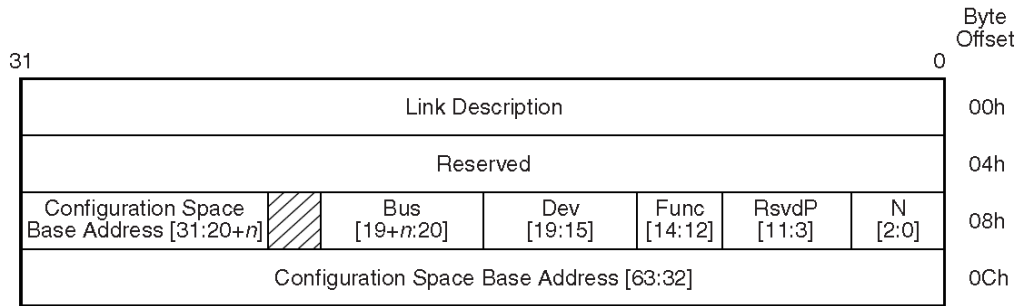 Byte
Offset
31 0
Link Description 00h
Reserved 04h
Configuration Space
Base Address [31:20+n]
Bus
[19+n:20]
Dev
[19:15]
Func
[14:12]
RsvdP
[11:3]
N
[2:0]
08h
Configuration Space Base Address [63:32] 0Ch